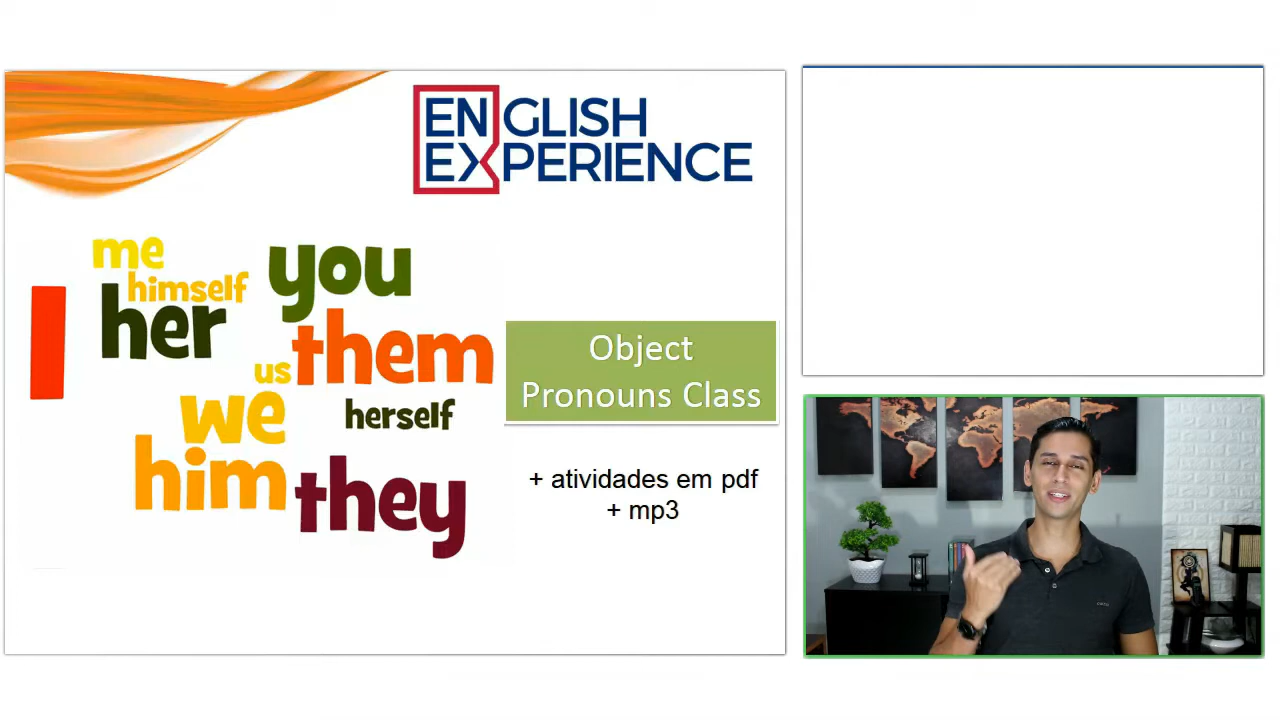 ENGLISH
EXPERIENCE
me
himself
you
I
her
them
us
we
herself
him
they
Object
Pronouns Class
+ atividades em pdf
+ mp3